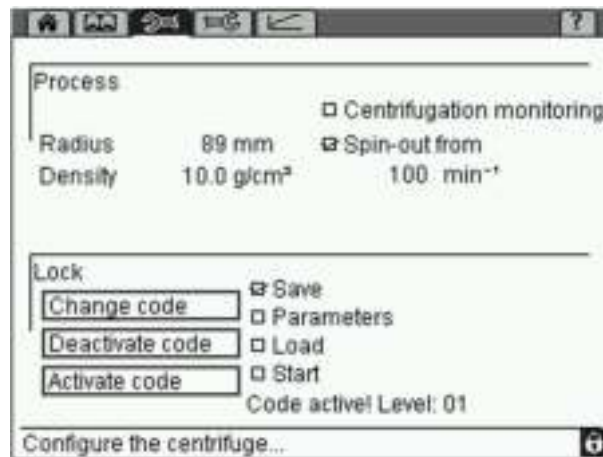 ?
Process
Centrifugation monitoring
Radius 89 mm Spin-out from
Density 10.0 g/cm³ 100 min⁻¹
Lock
Save
Change code
Parameters
Deactivate code Load
Start
Activate code
Code active! Level: 01
Configure the centrifuge...